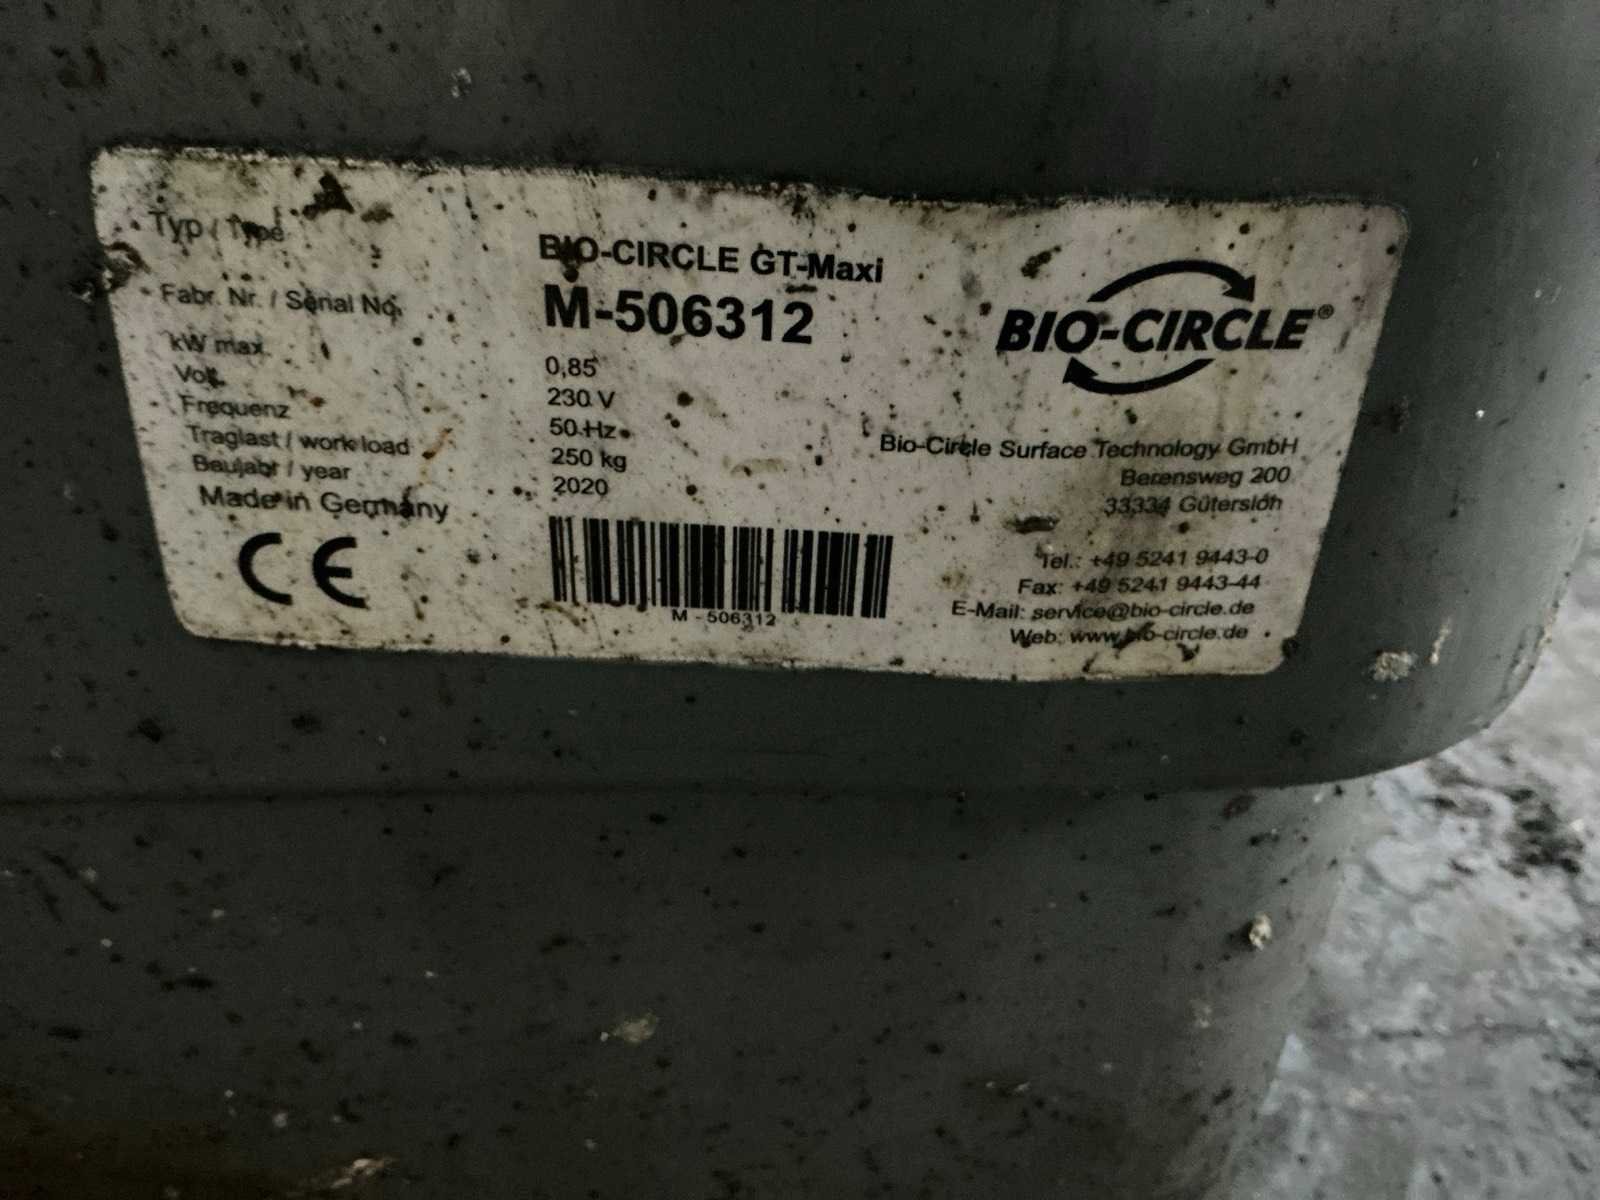 Typ / Type BIO-CIRCLE GT-Maxi
Fabr. Nr. / Serial No. M-506312
kW max. 0,85
Volt. 230 V
Frequenz 50 Hz
Traglast / work load 250 kg
Baujahr / year 2020
Made in Germany
CE
M - 506312
BIO-CIRCLE®
Bio-Circle Surface Technology GmbH
Berensweg 200
33334 Gütersloh
Tel.: +49 5241 9443-0
Fax: +49 5241 9443-44
E-Mail: service@bio-circle.de
Web: www.bio-circle.de